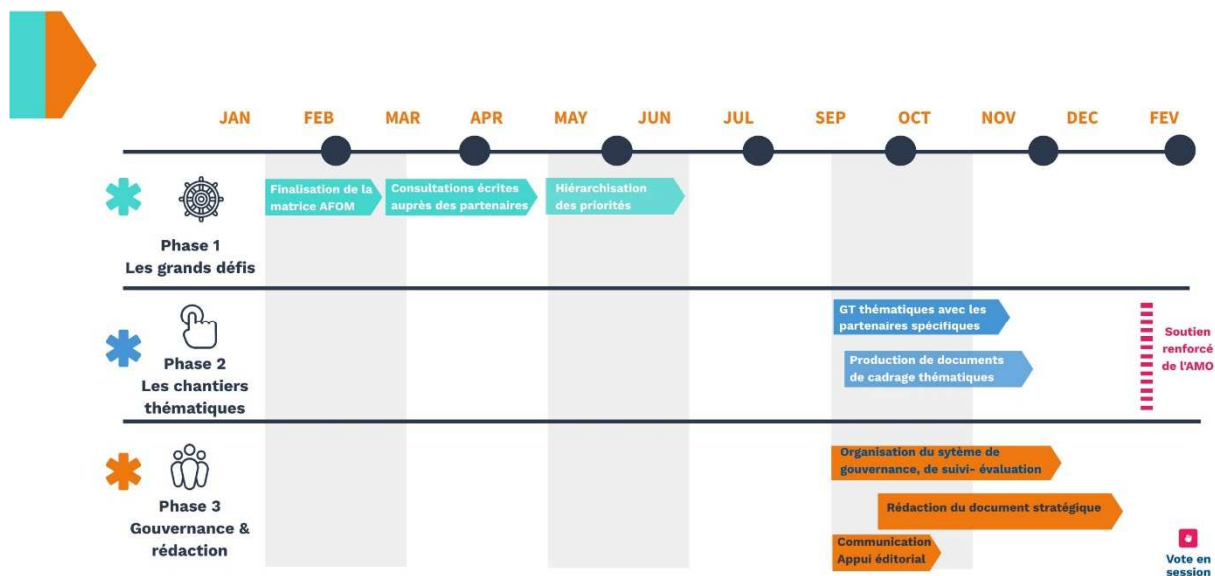 JAN FEB MAR APR MAY JUN JUL SEP OCT NOV DEC FEV
Finalisation de la
matrice AFOM
Consultations écrites
auprès des partenaires
Hiérarchisation
des priorités
Phase 1
Les grands défis
GT thématiques avec les
partenaires spécifiques
Production de documents
de cadrage thématiques
Soutien
renforcé
de l'AMO
Phase 2
Les chantiers
thématiques
Organisation du sytème de
gouvernance, de suivi- évaluation
Rédaction du document stratégique
Communication
Appui éditorial
Phase 3
Gouvernance &
rédaction
Vote en
session